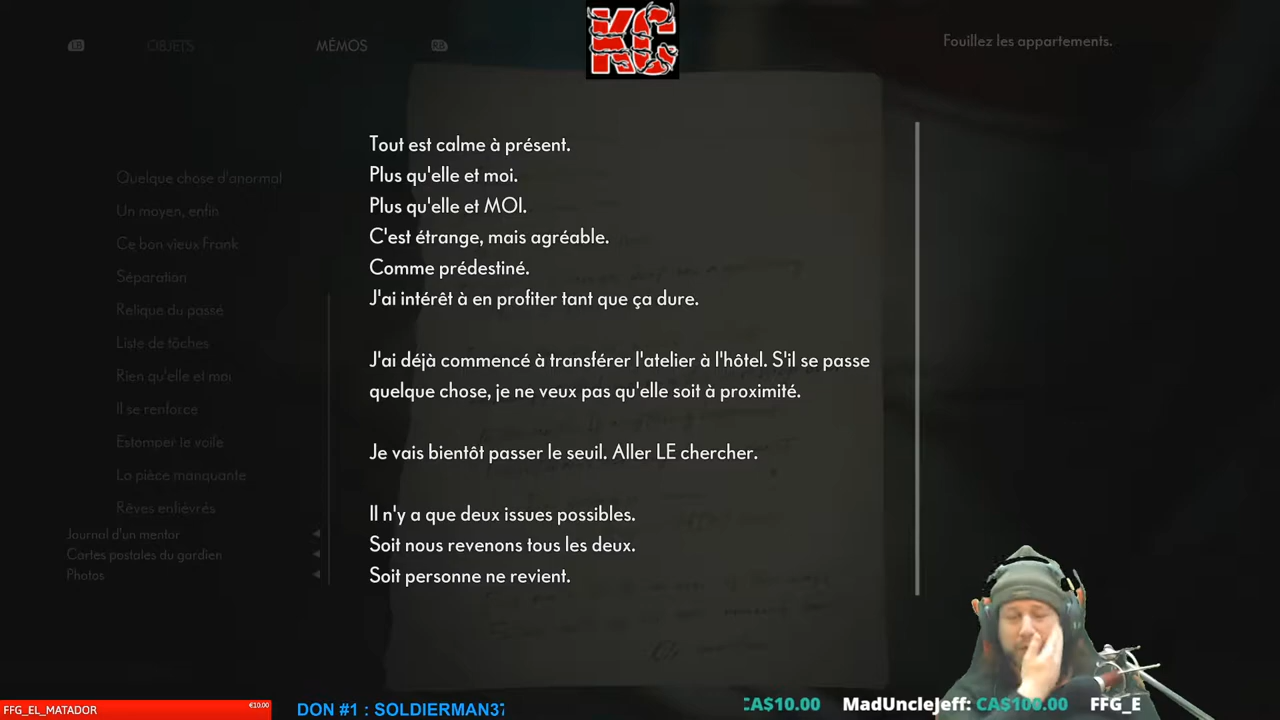 KC
OBJETS
MÉMOS
Fouillez les appartements.
Tout est calme à présent.
Plus qu'elle et moi.
Plus qu'elle et MOI.
C'est étrange, mais agréable.
Comme prédestiné.
J'ai intérêt à en profiter tant que ça dure.
J'ai déjà commencé à transférer l'atelier à l'hôtel. S'il se passe
quelque chose, je ne veux pas qu'elle soit à proximité.
Je vais bientôt passer le seuil. Aller LE chercher.
Il n'y a que deux issues possibles.
Soit nous revenons tous les deux.
Soit personne ne revient.
Quelque chose d'anormal
Un moyen, enfin
Ce bon vieux Frank
Séparation
Relique du passé
Liste de tâches
Rien qu'elle et moi
Il se renforce
Estomper le voile
La pièce manquante
Rêves enfiévrés
Journal d'un mentor
Cartes postales du gardien
Photos
FFG_EL_MATADOR
€10.00
DON #1 : SOLDIERMAN37
CA$10.00 MadUncleJeff: CA$100.00 FFG_E